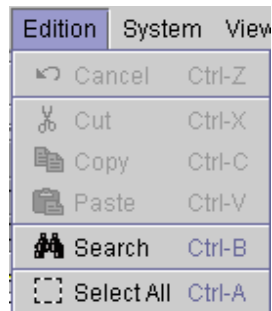 Edition System View
Cancel Ctrl-Z
Cut Ctrl-X
Copy Ctrl-C
Paste Ctrl-V
Search Ctrl-B
Select All Ctrl-A